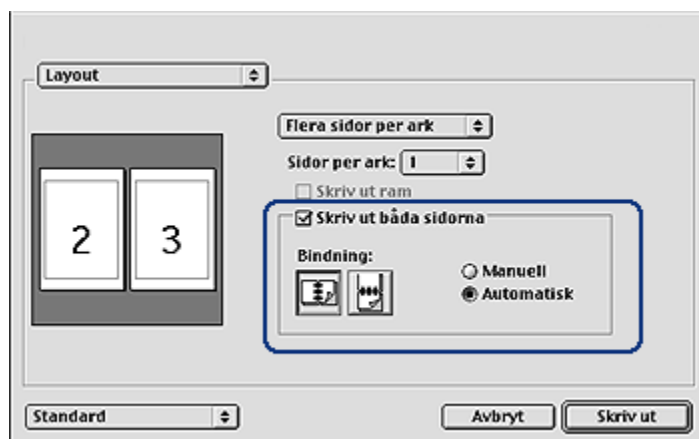 Layout
Flera sidor per ark
Sidor per ark: 1
Skriv ut ram
Skriv ut båda sidorna
2 3
Bindning:
Manuell
Automatisk
Standard
Avbryt
Skriv ut